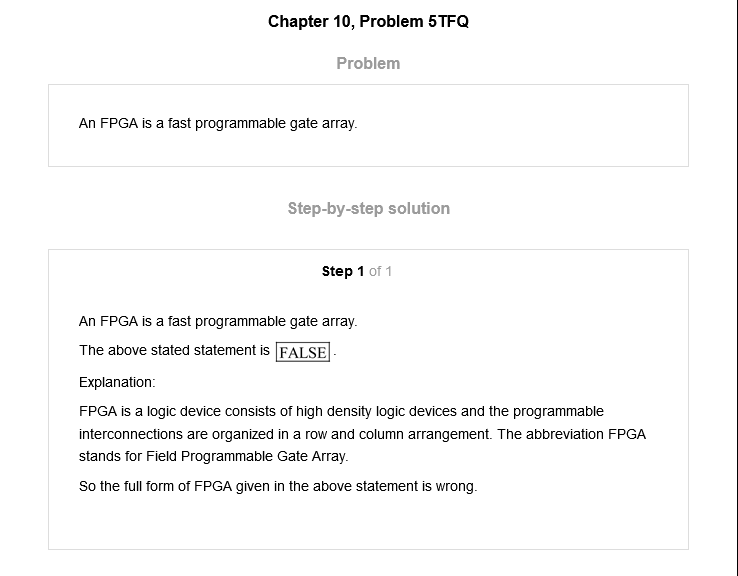 Chapter 10, Problem 5TFQ
Problem
An FPGA is a fast programmable gate array.
Step-by-step solution
Step 1 of 1
An FPGA is a fast programmable gate array.
The above stated statement is FALSE.
Explanation:
FPGA is a logic device consists of high density logic devices and the programmable
interconnections are organized in a row and column arrangement. The abbreviation FPGA
stands for Field Programmable Gate Array.
So the full form of FPGA given in the above statement is wrong.